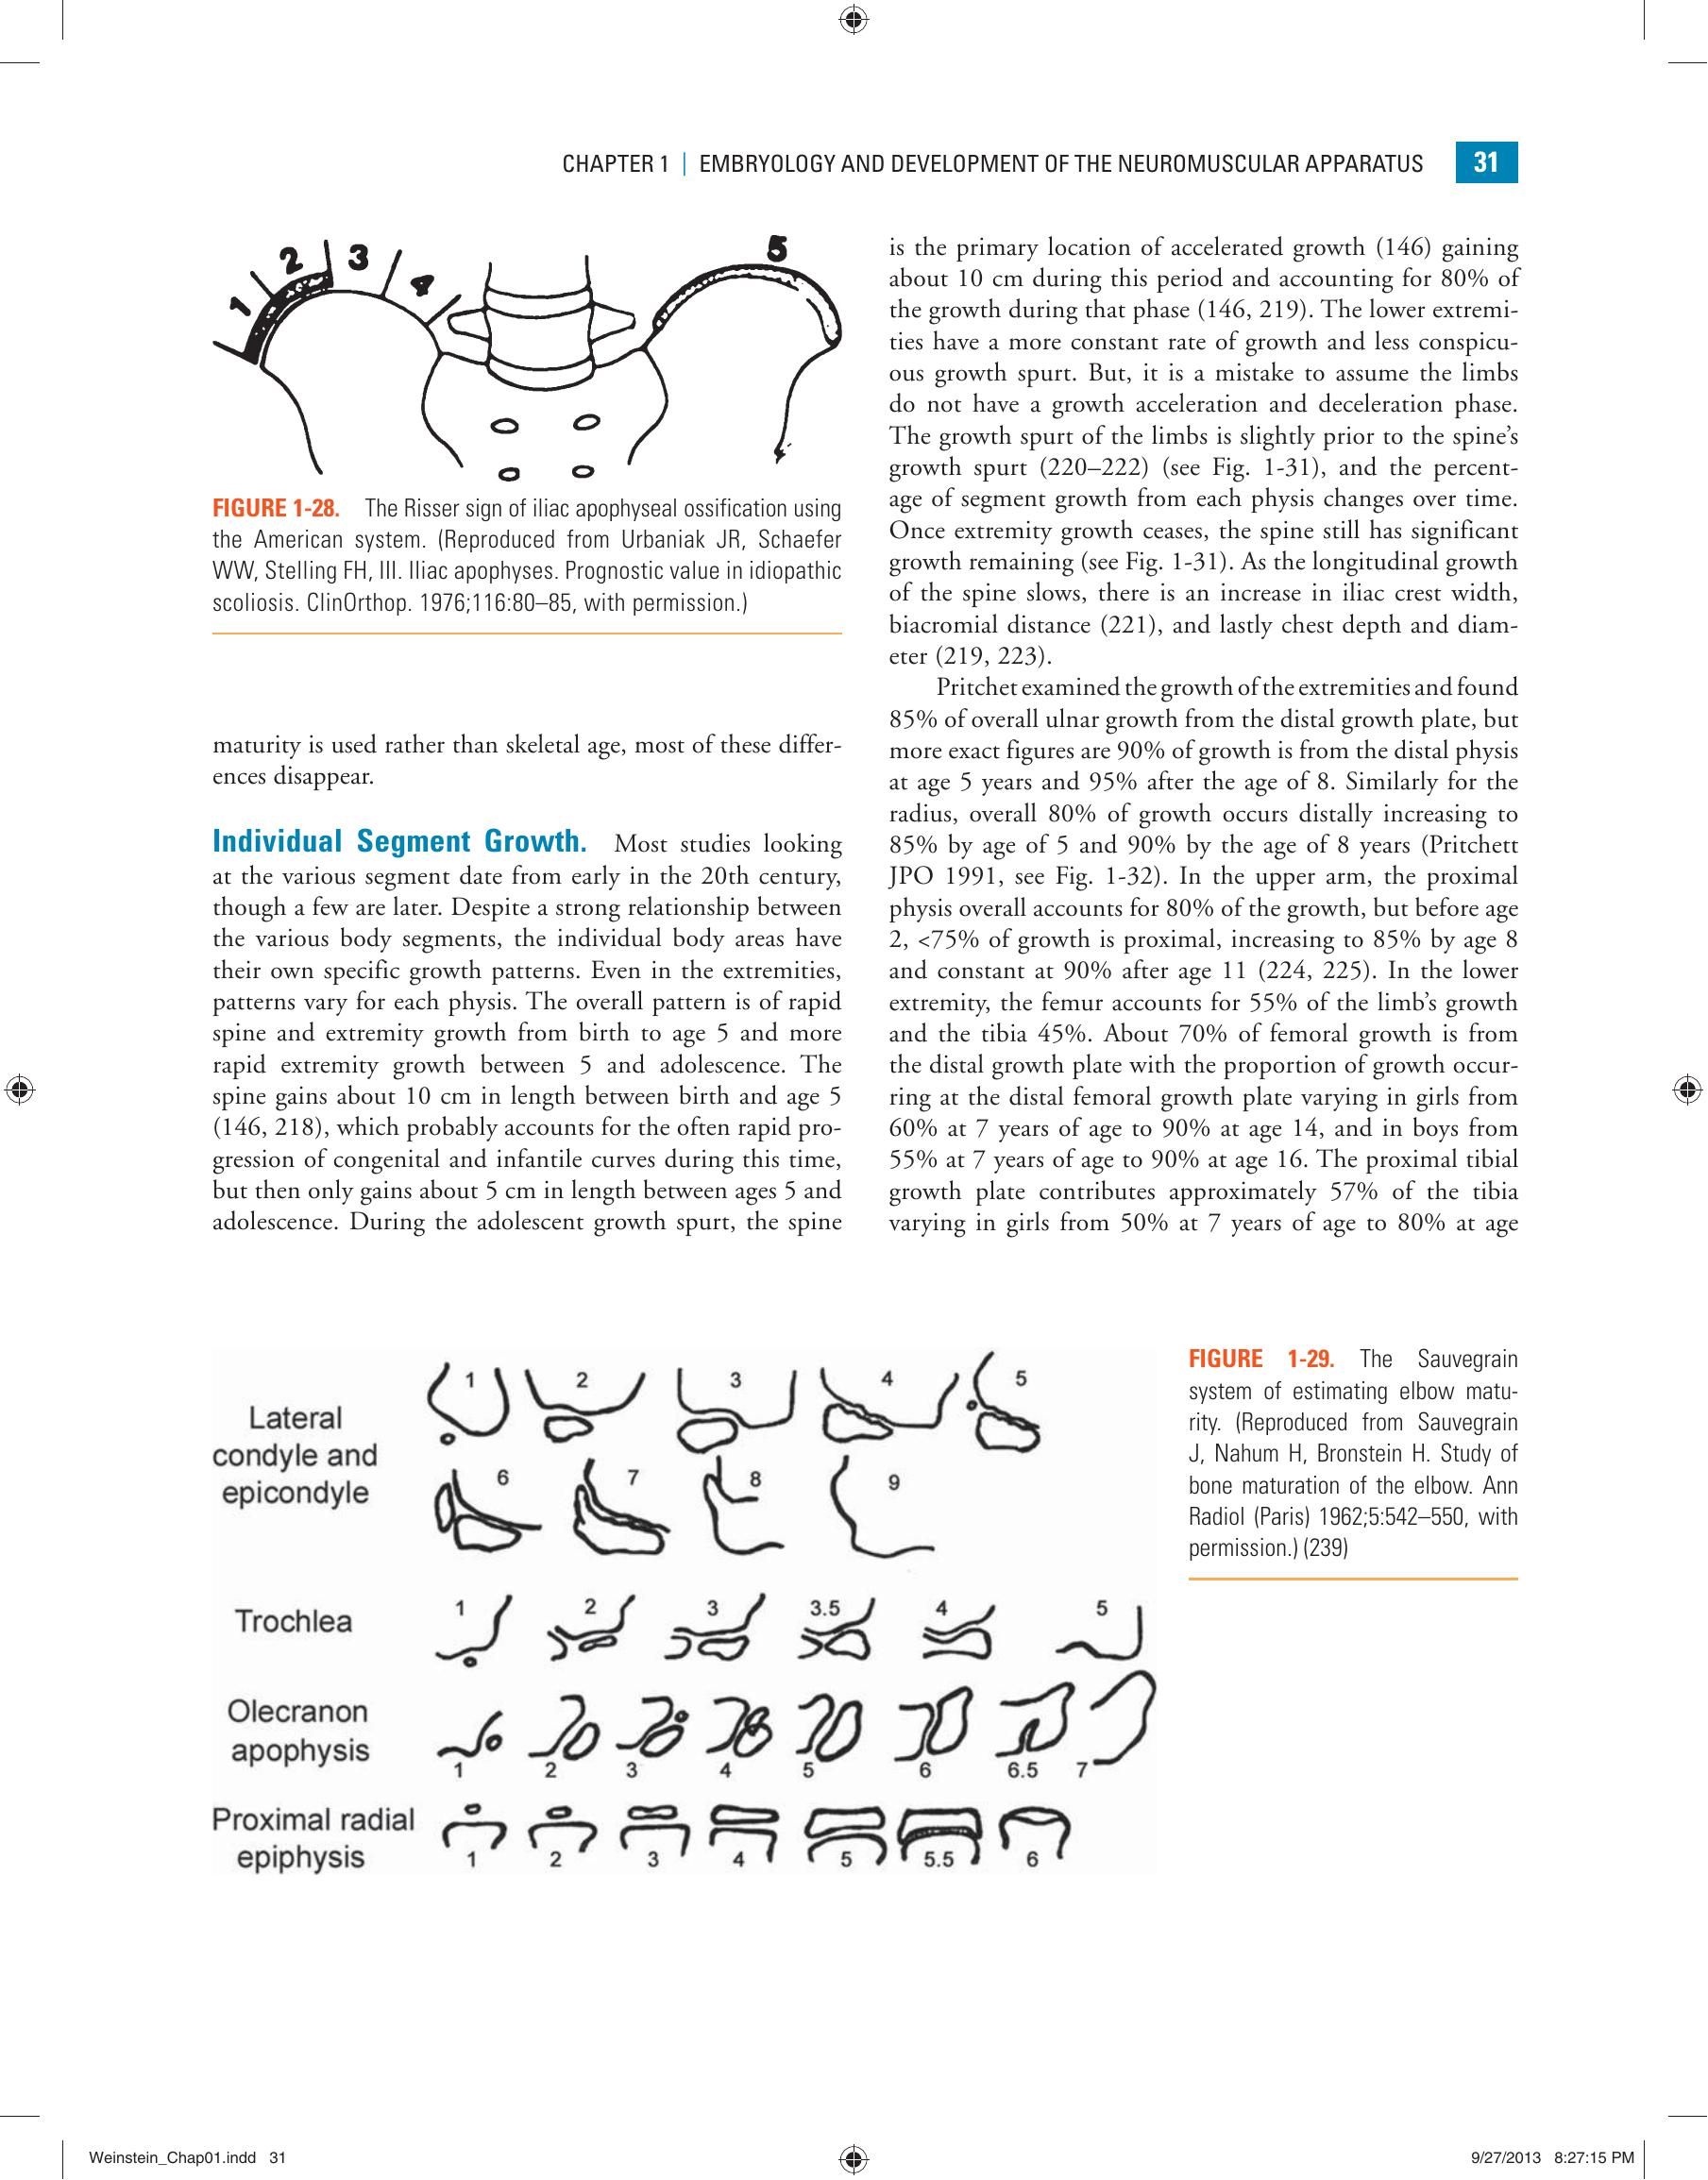 CHAPTER 1 | EMBRYOLOGY AND DEVELOPMENT OF THE NEUROMUSCULAR APPARATUS 31
1 2 3 4 5
FIGURE 1-28. The Risser sign of iliac apophyseal ossification using
the American system. (Reproduced from Urbaniak JR, Schaefer
WW, Stelling FH, III. Iliac apophyses. Prognostic value in idiopathic
scoliosis. ClinOrthop. 1976;116:80–85, with permission.)
maturity is used rather than skeletal age, most of these differ-
ences disappear.
Individual Segment Growth. Most studies looking
at the various segment date from early in the 20th century,
though a few are later. Despite a strong relationship between
the various body segments, the individual body areas have
their own specific growth patterns. Even in the extremities,
patterns vary for each physis. The overall pattern is of rapid
spine and extremity growth from birth to age 5 and more
rapid extremity growth between 5 and adolescence. The
spine gains about 10 cm in length between birth and age 5
(146, 218), which probably accounts for the often rapid pro-
gression of congenital and infantile curves during this time,
but then only gains about 5 cm in length between ages 5 and
adolescence. During the adolescent growth spurt, the spine
is the primary location of accelerated growth (146) gaining
about 10 cm during this period and accounting for 80% of
the growth during that phase (146, 219). The lower extremi-
ties have a more constant rate of growth and less conspicu-
ous growth spurt. But, it is a mistake to assume the limbs
do not have a growth acceleration and deceleration phase.
The growth spurt of the limbs is slightly prior to the spine’s
growth spurt (220–222) (see Fig. 1-31), and the percent-
age of segment growth from each physis changes over time.
Once extremity growth ceases, the spine still has significant
growth remaining (see Fig. 1-31). As the longitudinal growth
of the spine slows, there is an increase in iliac crest width,
biacromial distance (221), and lastly chest depth and diam-
eter (219, 223).
Pritchet examined the growth of the extremities and found
85% of overall ulnar growth from the distal growth plate, but
more exact figures are 90% of growth is from the distal physis
at age 5 years and 95% after the age of 8. Similarly for the
radius, overall 80% of growth occurs distally increasing to
85% by age of 5 and 90% by the age of 8 years (Pritchett
JPO 1991, see Fig. 1-32). In the upper arm, the proximal
physis overall accounts for 80% of the growth, but before age
2, <75% of growth is proximal, increasing to 85% by age 8
and constant at 90% after age 11 (224, 225). In the lower
extremity, the femur accounts for 55% of the limb’s growth
and the tibia 45%. About 70% of femoral growth is from
the distal growth plate with the proportion of growth occur-
ring at the distal femoral growth plate varying in girls from
60% at 7 years of age to 90% at age 14, and in boys from
55% at 7 years of age to 90% at age 16. The proximal tibial
growth plate contributes approximately 57% of the tibia
varying in girls from 50% at 7 years of age to 80% at age
Lateral
condyle and
epicondyle
1 2 3 4 5
6 7 8 9
Trochlea
1 2 3 3.5 4 5
Olecranon
apophysis
1 2 3 4 5 6 6.5 7
Proximal radial
epiphysis
1 2 3 4 5 5.5 6
FIGURE 1-29. The Sauvegrain
system of estimating elbow matu-
rity. (Reproduced from Sauvegrain
J, Nahum H, Bronstein H. Study of
bone maturation of the elbow. Ann
Radiol (Paris) 1962;5:542–550, with
permission.) (239)
Weinstein_Chap01.indd 31
9/27/2013 8:27:15 PM